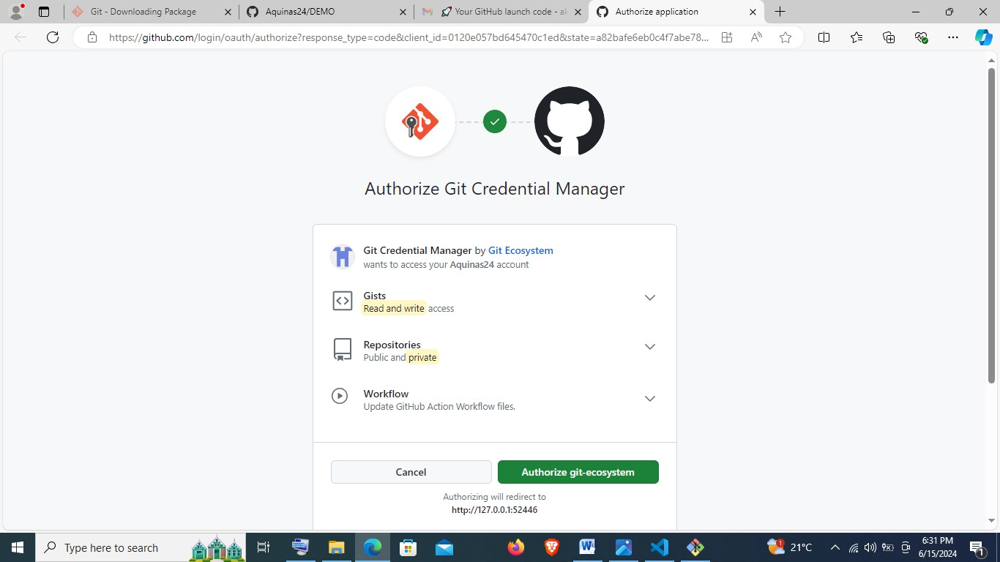 Git - Downloading Package
Aquinas24/DEMO
🚀 Your GitHub launch code - ak
Authorize application
https://github.com/login/oauth/authorize?response_type=code&client_id=0120e057bd645470c1ed&state=a82bafe6eb0c4f7abe78...
Authorize Git Credential Manager
Git Credential Manager by Git Ecosystem
wants to access your Aquinas24 account
Gists
Read and write access
Repositories
Public and private
Workflow
Update GitHub Action Workflow files.
Cancel
Authorize git-ecosystem
Authorizing will redirect to
http://127.0.0.1:52446
Type here to search
1
21°C
6:31 PM
6/15/2024
1